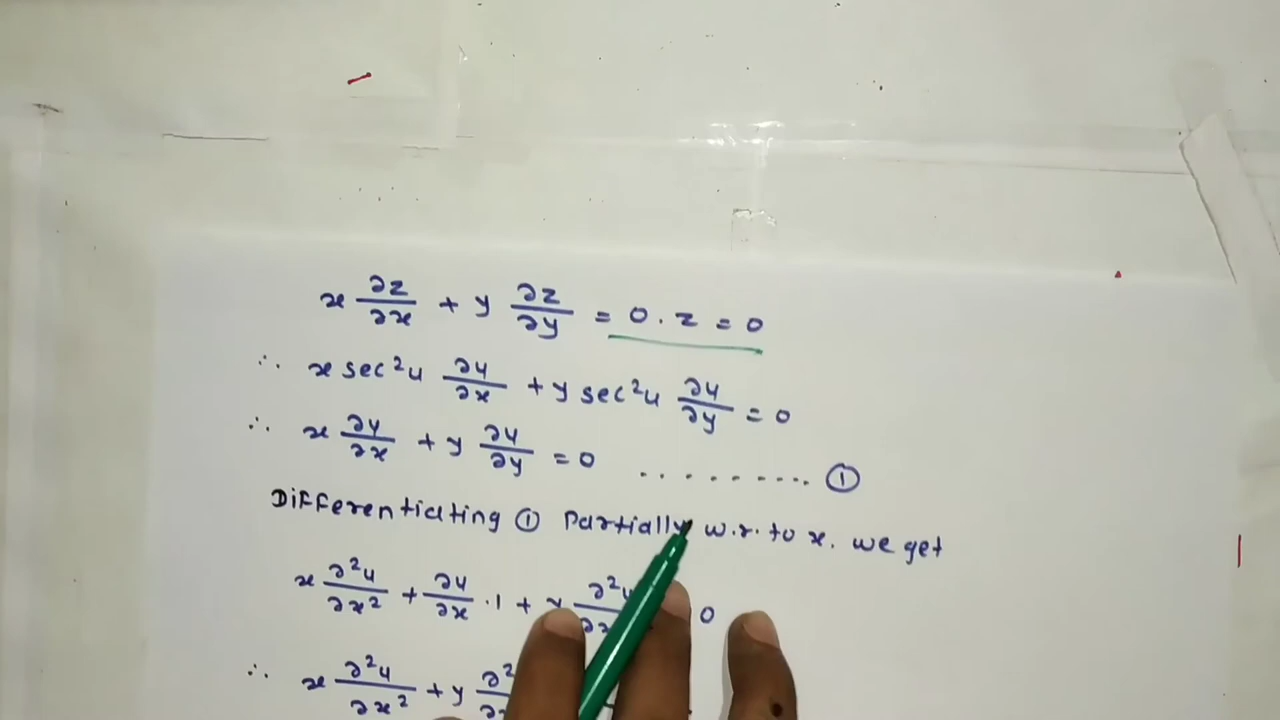 x ∂z/∂x + y ∂z/∂y = 0 . z = 0
∴ x sec²u ∂u/∂x + y sec²u ∂u/∂y = 0
∴ x ∂u/∂x + y ∂u/∂y = 0 .......... ①
Differentiating ① Partially w.r. to x. we get
x ∂²u/∂x² + ∂u/∂x .1 + y ∂²u 0
∴ x ∂²u/∂x² + y